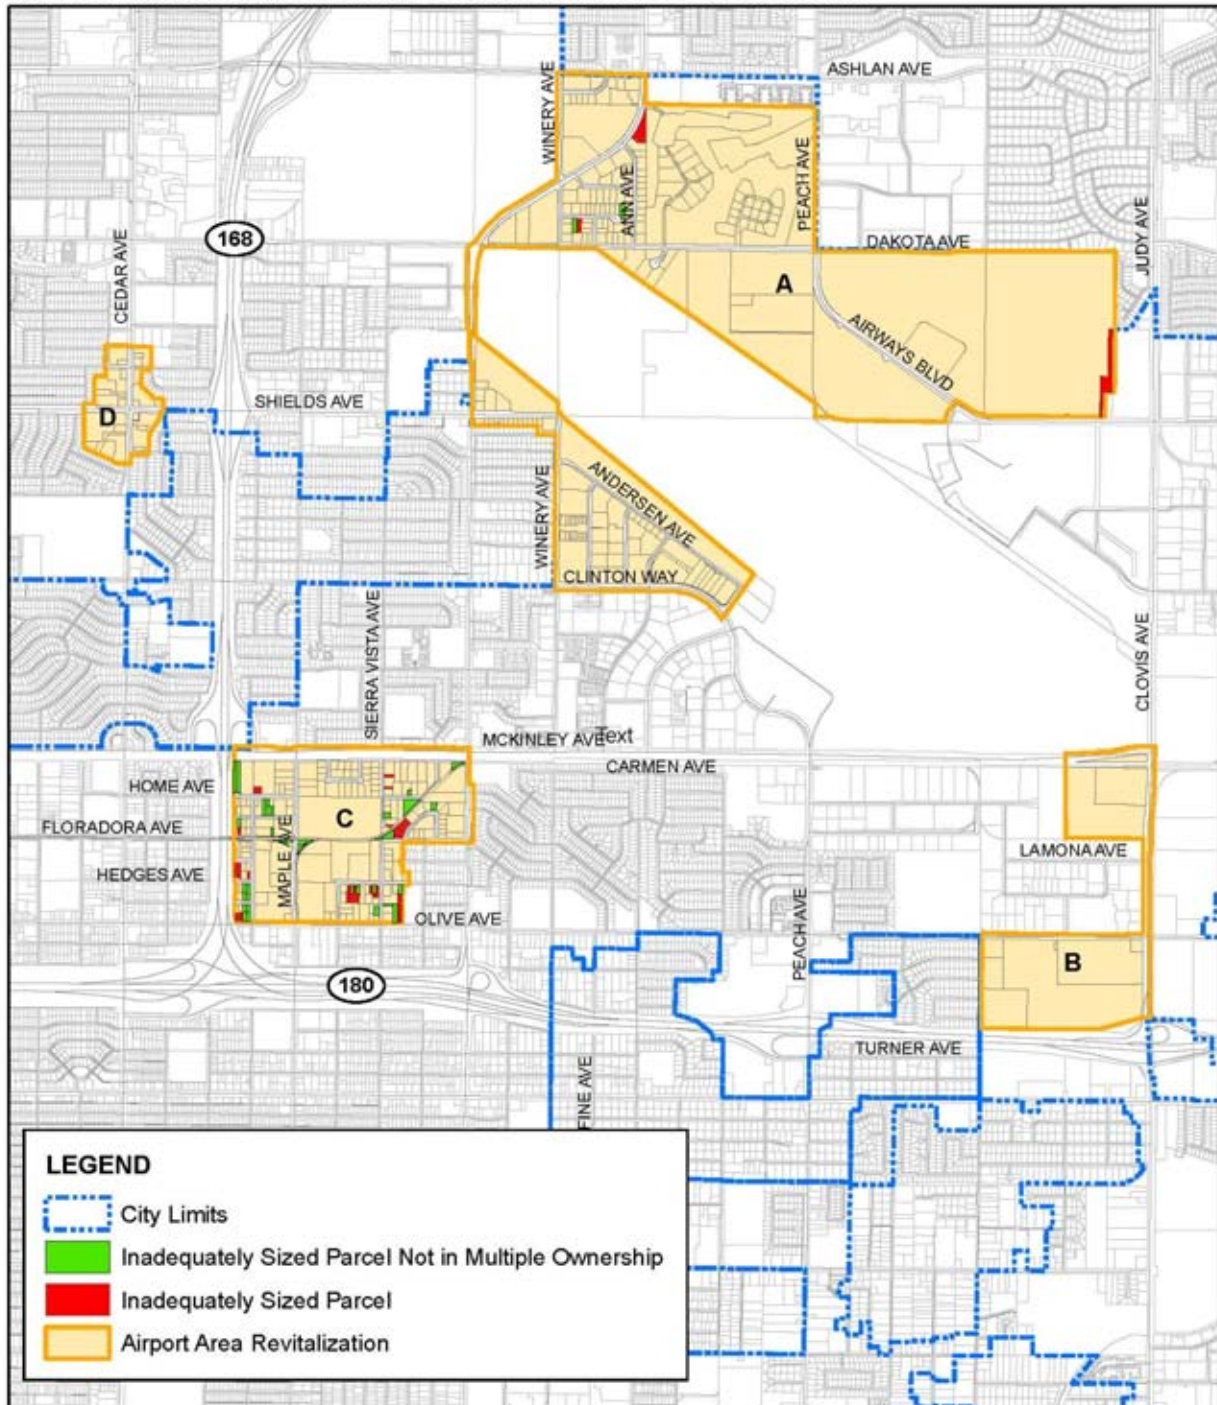 ASHLAN AVE
WINERY AVE
ANN AVE
PEACH AVE
168
DAKOTA AVE
JUDY AVE
CEDAR AVE
A
AIRWAYS BLVD
D
SHIELDS AVE
WINERY AVE
ANDERSEN AVE
CLINTON WAY
SIERRA VISTA AVE
CLOVIS AVE
MCKINLEY AVE
Text
CARMEN AVE
HOME AVE
C
FLORADORA AVE
MAPLE AVE
LAMONA AVE
HEDGES AVE
OLIVE AVE
PEACH AVE
B
180
TURNER AVE
FINE AVE
LEGEND
City Limits
Inadequately Sized Parcel Not in Multiple Ownership
Inadequately Sized Parcel
Airport Area Revitalization